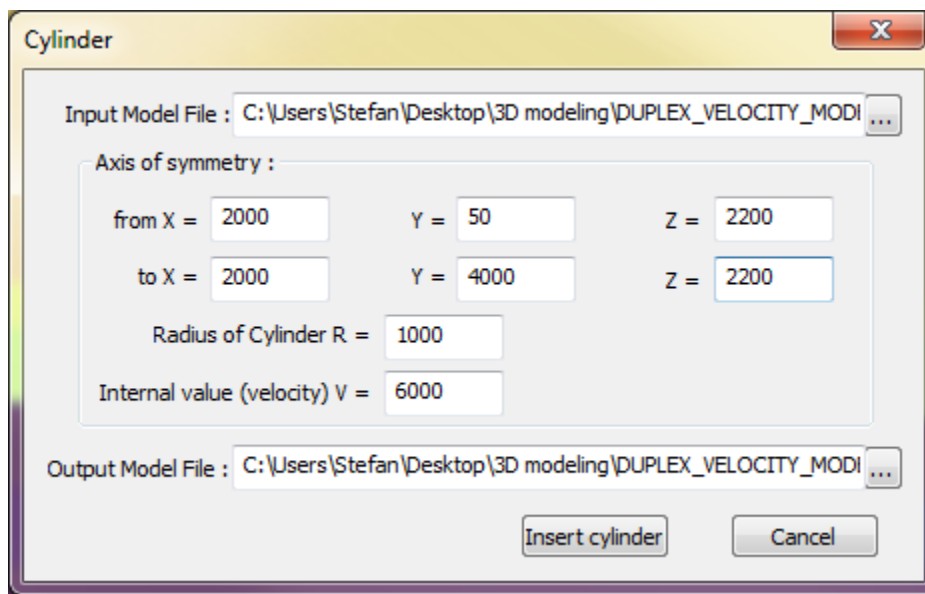 Cylinder
Input Model File : C:\Users\Stefan\Desktop\3D modeling\DUPLEX_VELOCITY_MODE ...
Axis of symmetry :
from X = 2000 Y = 50 Z = 2200
to X = 2000 Y = 4000 Z = 2200
Radius of Cylinder R = 1000
Internal value (velocity) V = 6000
Output Model File : C:\Users\Stefan\Desktop\3D modeling\DUPLEX_VELOCITY_MODE ...
Insert cylinder Cancel